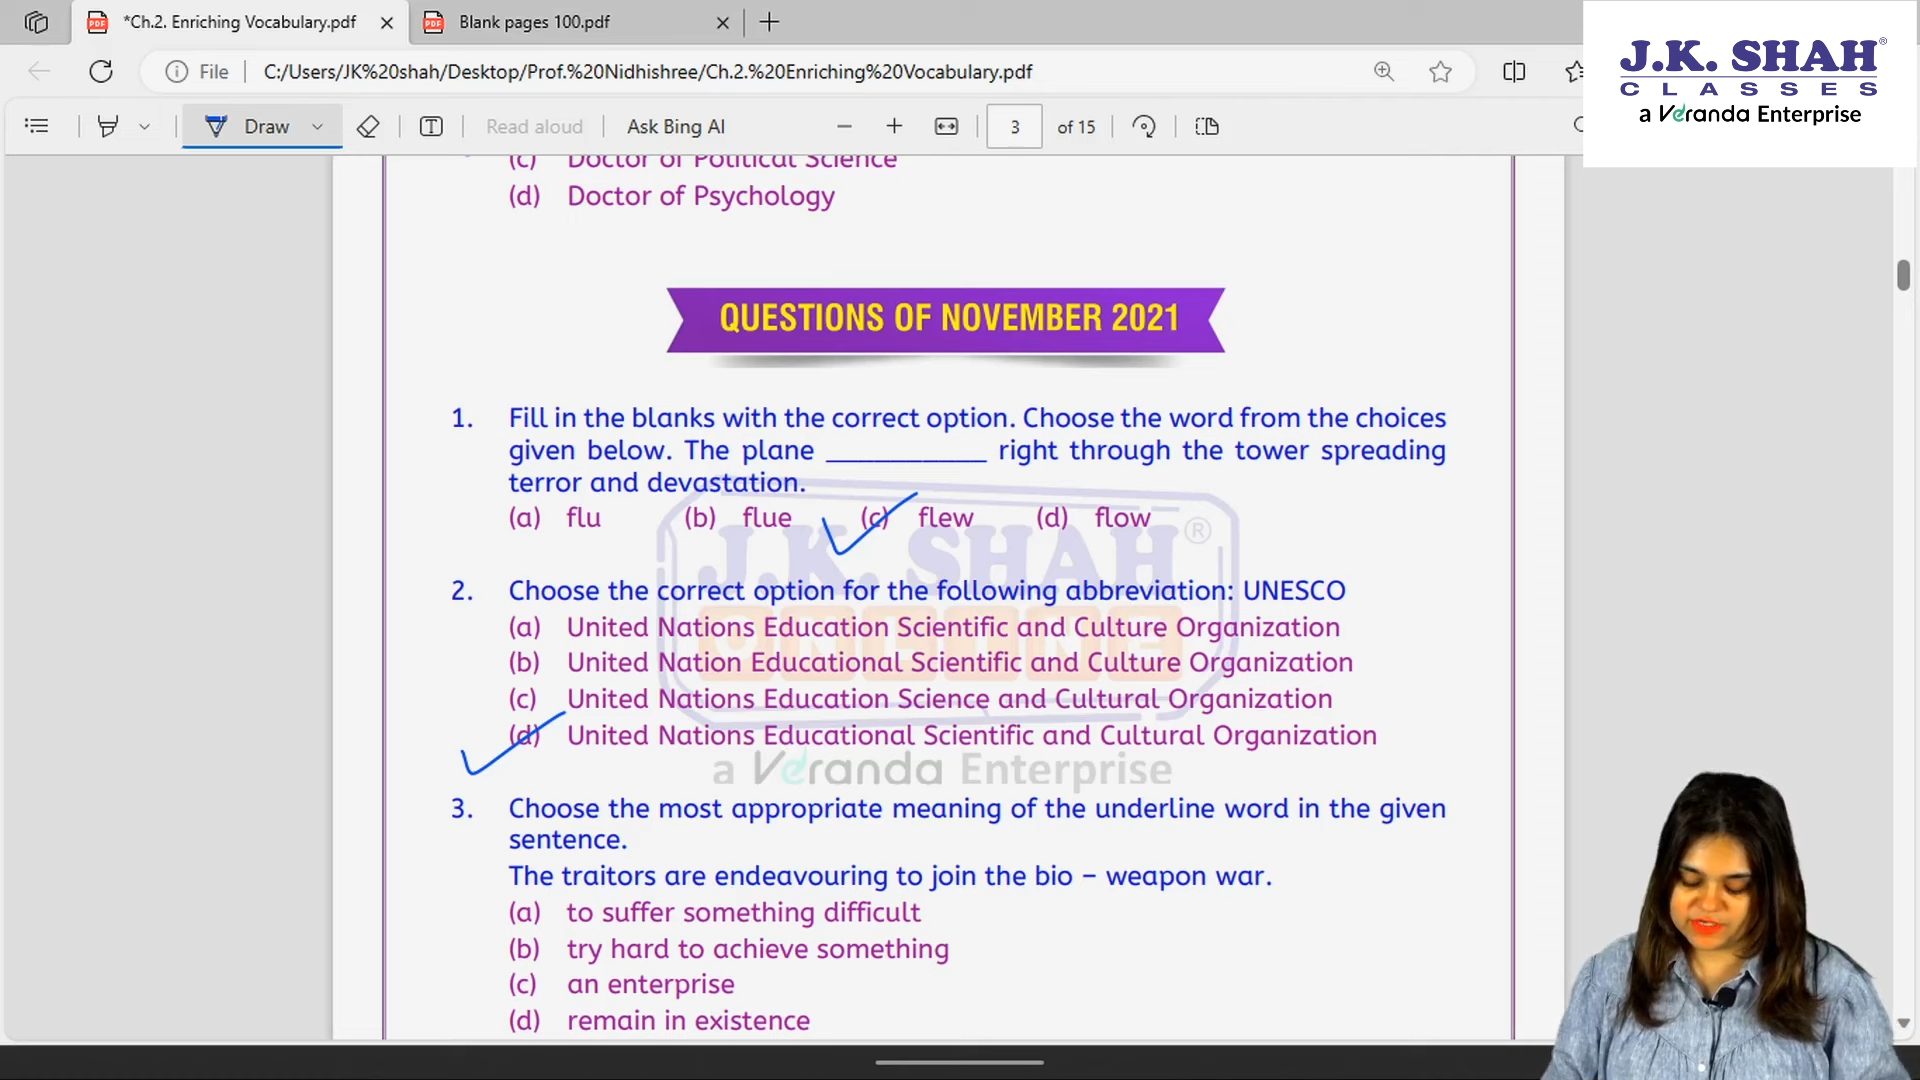 *Ch.2. Enriching Vocabulary.pdf
Blank pages 100.pdf
File
C:/Users/JK%20shah/Desktop/Prof.%20Nidhishree/Ch.2.%20Enriching%20Vocabulary.pdf
Draw
Read aloud
Ask Bing AI
3 of 15
J.K. SHAH®
CLASSES
a Veranda Enterprise
(c) Doctor of Political Science
(d) Doctor of Psychology
QUESTIONS OF NOVEMBER 2021
1. Fill in the blanks with the correct option. Choose the word from the choices
given below. The plane __________ right through the tower spreading
terror and devastation.
(a) flu (b) flue (c) flew (d) flow
2. Choose the correct option for the following abbreviation: UNESCO
(a) United Nations Education Scientific and Culture Organization
(b) United Nation Educational Scientific and Culture Organization
(c) United Nations Education Science and Cultural Organization
(d) United Nations Educational Scientific and Cultural Organization
J.K. SHAH®
ONLINE
a Veranda Enterprise
3. Choose the most appropriate meaning of the underline word in the given
sentence.
The traitors are endeavouring to join the bio – weapon war.
(a) to suffer something difficult
(b) try hard to achieve something
(c) an enterprise
(d) remain in existence